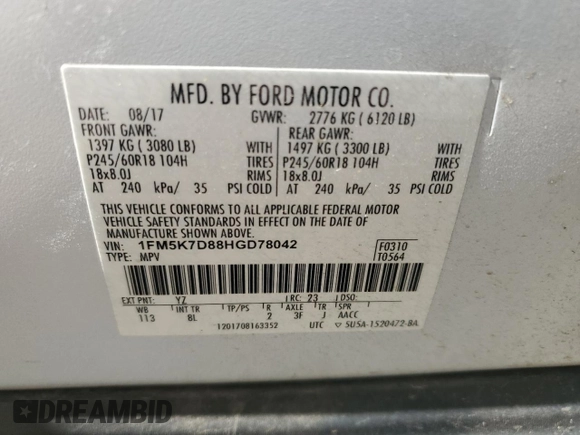 MFD. BY FORD MOTOR CO.
DATE: 08/17 GVWR: 2776 KG ( 6120 LB)
FRONT GAWR: REAR GAWR:
1397 KG ( 3080 LB) WITH 1497 KG ( 3300 LB) WITH
P245/60R18 104H TIRES P245/60R18 104H TIRES
18x8.0J RIMS 18x8.0J RIMS
AT 240 kPa/ 35 PSI COLD AT 240 kPa/ 35 PSI COLD
THIS VEHICLE CONFORMS TO ALL APPLICABLE FEDERAL MOTOR
VEHICLE SAFETY STANDARDS IN EFFECT ON THE DATE OF
MANUFACTURE SHOWN ABOVE.
VIN: 1FM5K7D88HGD78042 F0310
TYPE: MPV T0564
EXT PNT: YZ RC: 23 DSO:
WB INT TR TP/PS R AXLE TR SPR
113 8L 2 3F J AACC
1201708163352 UTC ▽ 5U5A-1520472-BA
DREAMBID